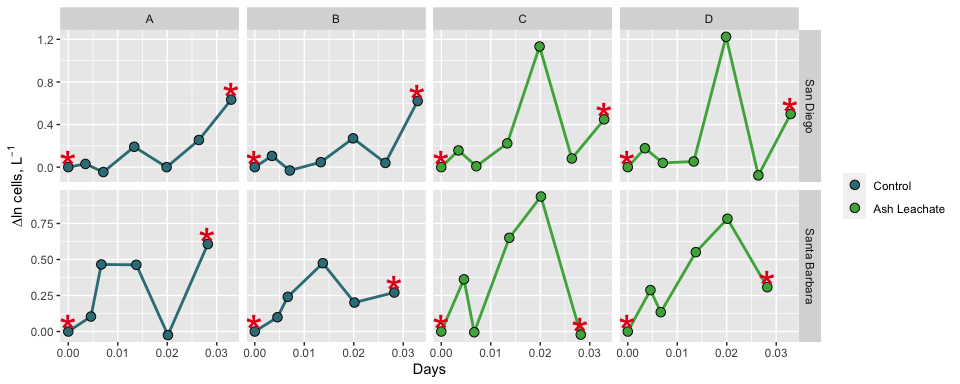 A B C D
1.2
0.8
0.4
0.0
San Diego
Δln cells, L⁻¹
0.75
0.50
0.25
0.00
Santa Barbara
0.00 0.01 0.02 0.03 0.00 0.01 0.02 0.03 0.00 0.01 0.02 0.03 0.00 0.01 0.02 0.03
Days
Control
Ash Leachate